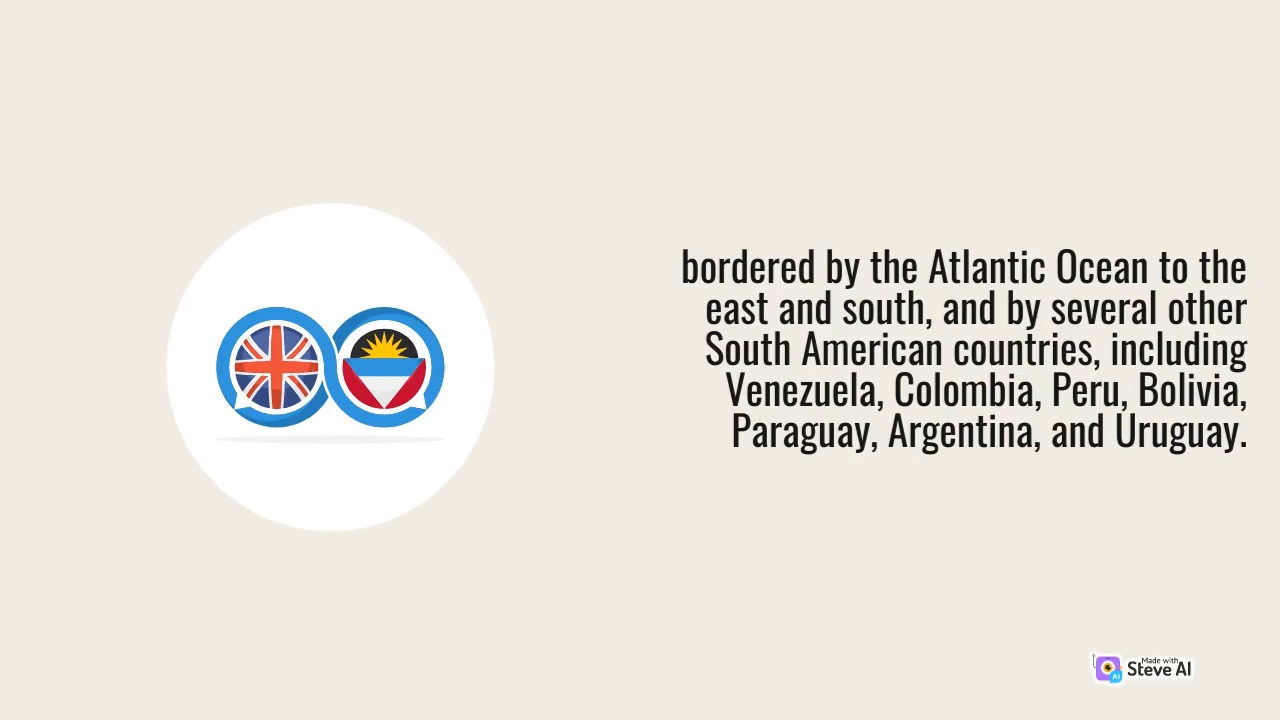 bordered by the Atlantic Ocean to the
east and south, and by several other
South American countries, including
Venezuela, Colombia, Peru, Bolivia,
Paraguay, Argentina, and Uruguay.
Made with
Steve AI
AI